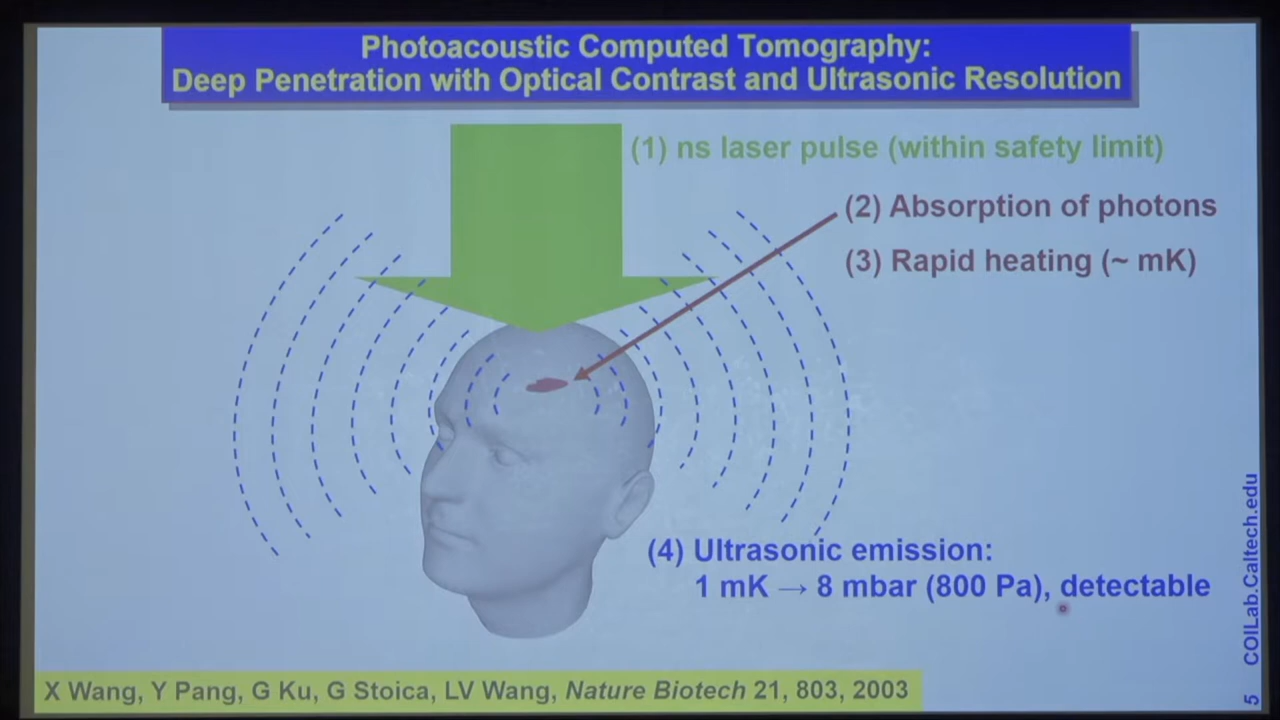 Photoacoustic Computed Tomography:
Deep Penetration with Optical Contrast and Ultrasonic Resolution
(1) ns laser pulse (within safety limit)
(2) Absorption of photons
(3) Rapid heating (~ mK)
(4) Ultrasonic emission:
1 mK → 8 mbar (800 Pa), detectable
X Wang, Y Pang, G Ku, G Stoica, LV Wang, Nature Biotech 21, 803, 2003
COILab.Caltech.edu
5